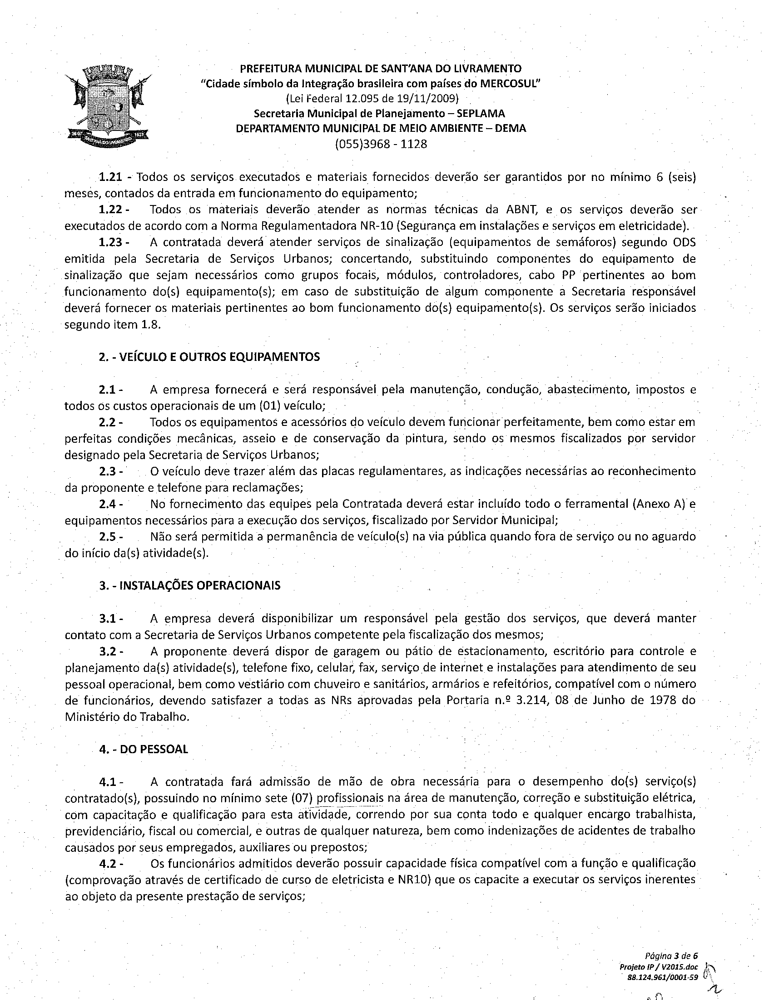 PREFEITURA MUNICIPAL DE SANT'ANA DO LIVRAMENTO
"Cidade símbolo da Integração brasileira com países do MERCOSUL"
(Lei Federal 12.095 de 19/11/2009)
Secretaria Municipal de Planejamento – SEPLAMA
DEPARTAMENTO MUNICIPAL DE MEIO AMBIENTE – DEMA
(055)3968 - 1128
1.21 - Todos os serviços executados e materiais fornecidos deverão ser garantidos por no mínimo 6 (seis)
meses, contados da entrada em funcionamento do equipamento;
1.22 - Todos os materiais deverão atender as normas técnicas da ABNT, e os serviços deverão ser
executados de acordo com a Norma Regulamentadora NR-10 (Segurança em instalações e serviços em eletricidade).
1.23 - A contratada deverá atender serviços de sinalização (equipamentos de semáforos) segundo ODS
emitida pela Secretaria de Serviços Urbanos; concertando, substituindo componentes do equipamento de
sinalização que sejam necessários como grupos focais, módulos, controladores, cabo PP pertinentes ao bom
funcionamento do(s) equipamento(s); em caso de substituição de algum componente a Secretaria responsável
deverá fornecer os materiais pertinentes ao bom funcionamento do(s) equipamento(s). Os serviços serão iniciados
segundo item 1.8.
2. - VEÍCULO E OUTROS EQUIPAMENTOS
2.1 - A empresa fornecerá e será responsável pela manutenção, condução, abastecimento, impostos e
todos os custos operacionais de um (01) veículo;
2.2 - Todos os equipamentos e acessórios do veículo devem funcionar perfeitamente, bem como estar em
perfeitas condições mecânicas, asseio e de conservação da pintura, sendo os mesmos fiscalizados por servidor
designado pela Secretaria de Serviços Urbanos;
2.3 - O veículo deve trazer além das placas regulamentares, as indicações necessárias ao reconhecimento
da proponente e telefone para reclamações;
2.4 - No fornecimento das equipes pela Contratada deverá estar incluído todo o ferramental (Anexo A) e
equipamentos necessários para a execução dos serviços, fiscalizado por Servidor Municipal;
2.5 - Não será permitida a permanência de veículo(s) na via pública quando fora de serviço ou no aguardo
do início da(s) atividade(s).
3. - INSTALAÇÕES OPERACIONAIS
3.1 - A empresa deverá disponibilizar um responsável pela gestão dos serviços, que deverá manter
contato com a Secretaria de Serviços Urbanos competente pela fiscalização dos mesmos;
3.2 - A proponente deverá dispor de garagem ou pátio de estacionamento, escritório para controle e
planejamento da(s) atividade(s), telefone fixo, celular, fax, serviço de internet e instalações para atendimento de seu
pessoal operacional, bem como vestiário com chuveiro e sanitários, armários e refeitórios, compatível com o número
de funcionários, devendo satisfazer a todas as NRs aprovadas pela Portaria n.º 3.214, 08 de Junho de 1978 do
Ministério do Trabalho.
4. - DO PESSOAL
4.1 - A contratada fará admissão de mão de obra necessária para o desempenho do(s) serviço(s)
contratado(s), possuindo no mínimo sete (07) profissionais na área de manutenção, correção e substituição elétrica,
com capacitação e qualificação para esta atividade, correndo por sua conta todo e qualquer encargo trabalhista,
previdenciário, fiscal ou comercial, e outras de qualquer natureza, bem como indenizações de acidentes de trabalho
causados por seus empregados, auxiliares ou prepostos;
4.2 - Os funcionários admitidos deverão possuir capacidade física compatível com a função e qualificação
(comprovação através de certificado de curso de eletricista e NR10) que os capacite a executar os serviços inerentes
ao objeto da presente prestação de serviços;
Página 3 de 6
Projeto IP / V2015.doc
88.124.961/0001-59